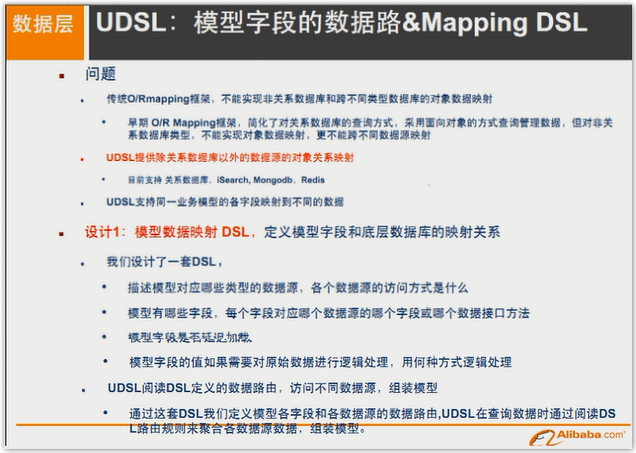 数据层
UDSL：模型字段的数据路&Mapping DSL
问题
传统O/Rmapping框架，不能实现非关系数据库和跨不同类型数据库的对象数据映射
早期 O/R Mapping框架，简化了对关系数据库的查询方式，采用面向对象的方式查询管理数据，但对非关
系数据库类型，不能实现对象数据映射，更不能跨不同数据源映射
UDSL提供除关系数据库以外的数据源的对象关系映射
目前支持 关系数据库、iSearch, Mongodb、Redis
UDSL支持同一业务模型的各字段映射到不同的数据
设计1：模型数据映射 DSL，定义模型字段和底层数据库的映射关系
我们设计了一套DSL，
描述模型对应哪些类型的数据源，各个数据源的访问方式是什么
模型有哪些字段，每个字段对应哪个数据源的哪个字段或哪个数据接口方法
模型字段是否延迟加载.
模型字段的值如果需要对原始数据进行逻辑处理，用何种方式逻辑处理
UDSL阅读DSL定义的数据路由，访问不同数据源，组装模型
通过这套DSL我们定义模型各字段和各数据源的数据路由,UDSL在查询数据时通过阅读DS
L路由规则来聚合各数据源数据，组装模型。
Alibaba.com